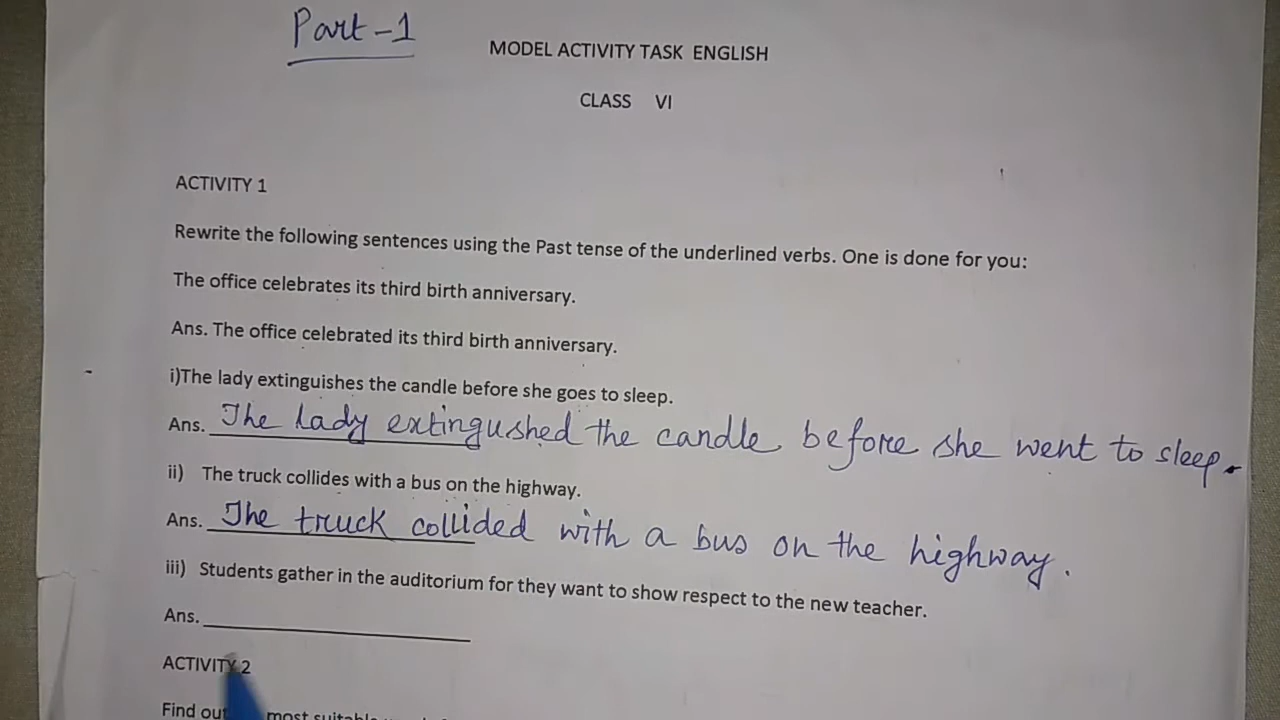 Part-1
MODEL ACTIVITY TASK ENGLISH
CLASS VI
ACTIVITY 1
Rewrite the following sentences using the Past tense of the underlined verbs. One is done for you:
The office celebrates its third birth anniversary.
Ans. The office celebrated its third birth anniversary.
i)The lady extinguishes the candle before she goes to sleep.
Ans. The lady extingushed the candle before she went to sleep.
ii) The truck collides with a bus on the highway.
Ans. The truck collided with a bus on the highway.
iii) Students gather in the auditorium for they want to show respect to the new teacher.
Ans.
ACTIVITY 2
Find out most suitable